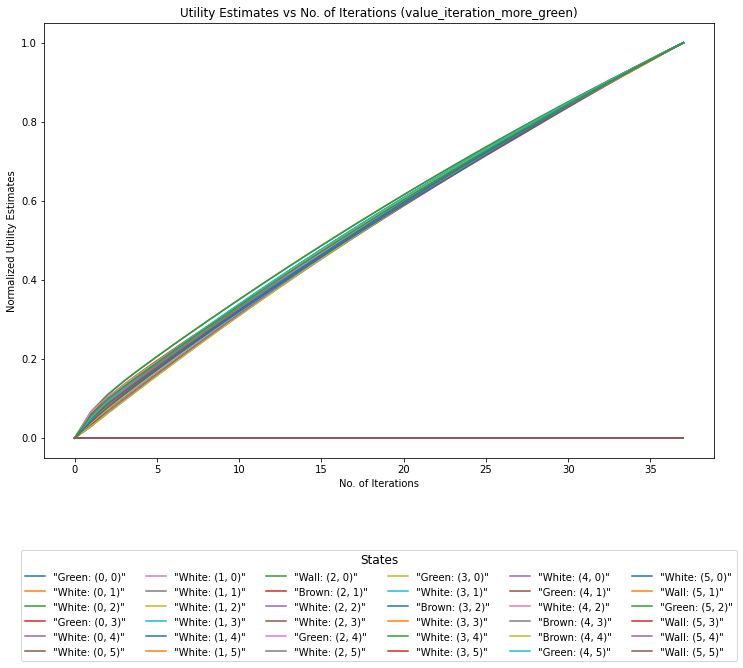 Utility Estimates vs No. of Iterations (value_iteration_more_green)
1.0
0.8
0.6
0.4
0.2
0.0
Normalized Utility Estimates
0 5 10 15 20 25 30 35
No. of Iterations
States
"Green: (0, 0)" "White: (1, 0)" "Wall: (2, 0)" "Green: (3, 0)" "White: (4, 0)" "White: (5, 0)"
"White: (0, 1)" "White: (1, 1)" "Brown: (2, 1)" "White: (3, 1)" "Green: (4, 1)" "Wall: (5, 1)"
"White: (0, 2)" "White: (1, 2)" "White: (2, 2)" "Brown: (3, 2)" "White: (4, 2)" "Green: (5, 2)"
"Green: (0, 3)" "White: (1, 3)" "White: (2, 3)" "White: (3, 3)" "Brown: (4, 3)" "Wall: (5, 3)"
"White: (0, 4)" "White: (1, 4)" "Green: (2, 4)" "White: (3, 4)" "Brown: (4, 4)" "Wall: (5, 4)"
"White: (0, 5)" "White: (1, 5)" "White: (2, 5)" "White: (3, 5)" "Green: (4, 5)" "Wall: (5, 5)"